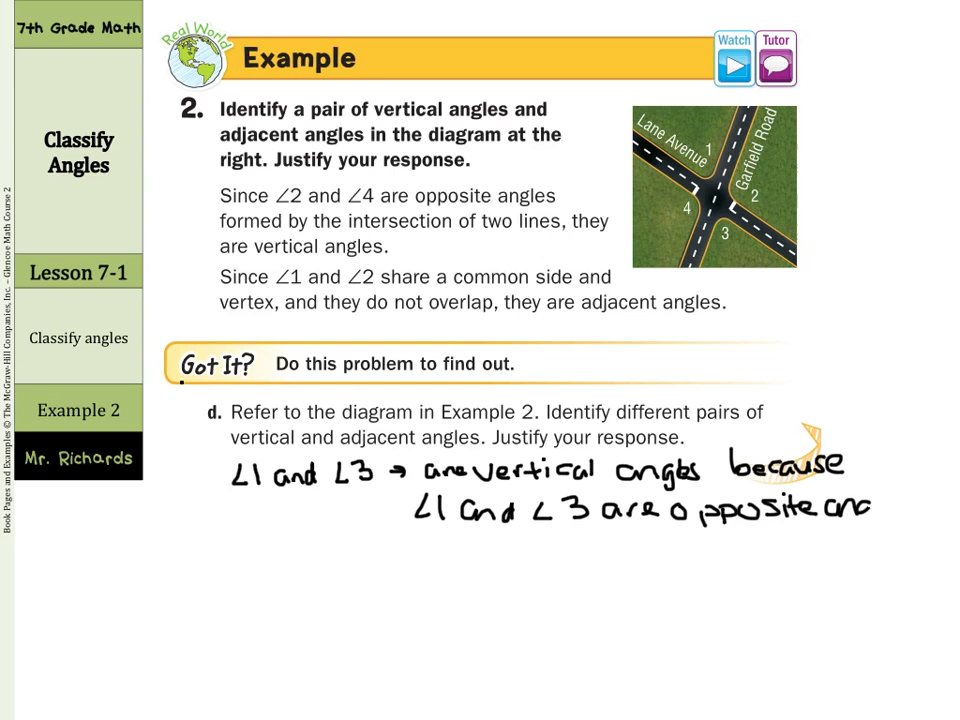 7th Grade Math
Classify
Angles
Lesson 7-1
Classify angles
Example 2
Mr. Richards
Book Pages and Examples © The McGraw-Hill Companies, Inc. – Glencoe Math Course 2
Real World
Example
Watch
Tutor
2. Identify a pair of vertical angles and
adjacent angles in the diagram at the
right. Justify your response.
Since ∠2 and ∠4 are opposite angles
formed by the intersection of two lines, they
are vertical angles.
Since ∠1 and ∠2 share a common side and
vertex, and they do not overlap, they are adjacent angles.
Lane Avenue
Garfield Road
1
2
3
4
Got It? Do this problem to find out.
d. Refer to the diagram in Example 2. Identify different pairs of
vertical and adjacent angles. Justify your response.
∠1 and ∠3 → are vertical angles because
∠1 and ∠3 are opposite and